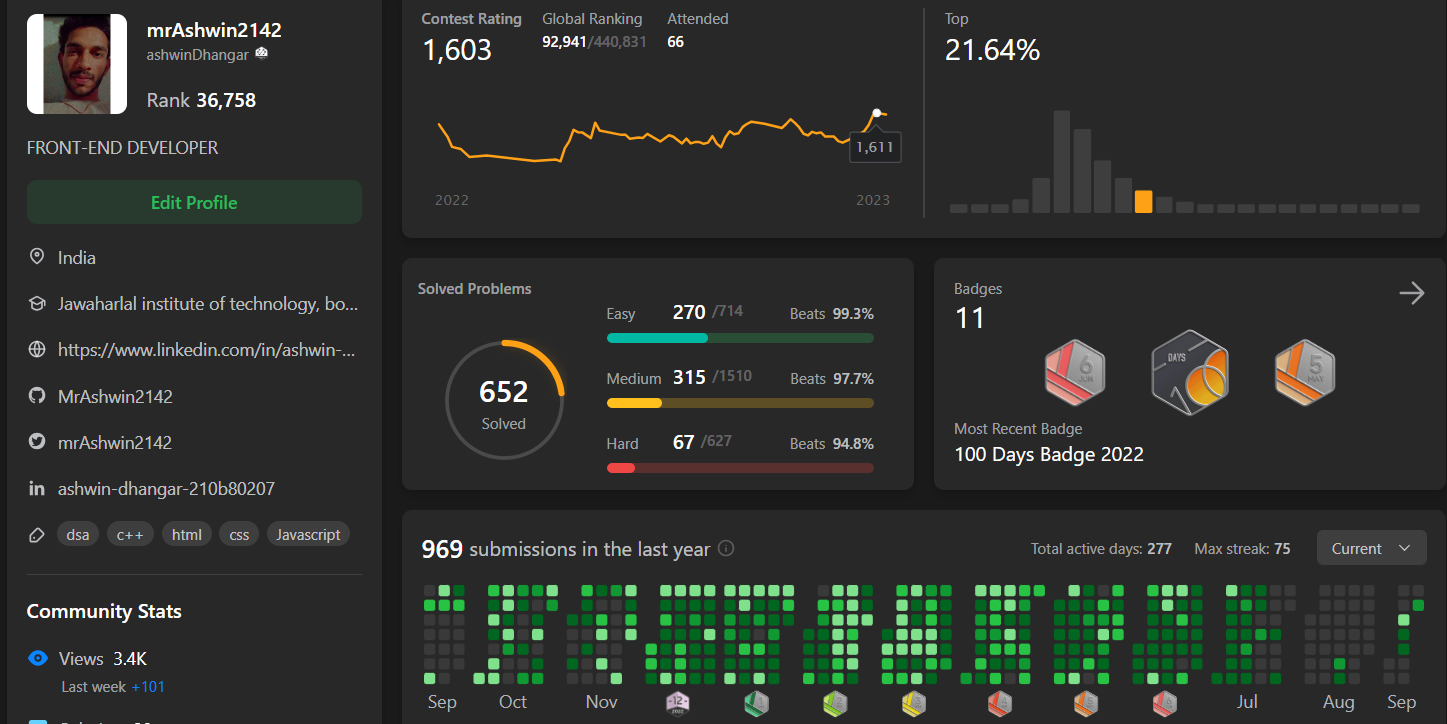 mrAshwin2142
ashwinDhangar
Rank 36,758
FRONT-END DEVELOPER
Edit Profile
India
Jawaharlal institute of technology, bo...
https://www.linkedin.com/in/ashwin-...
MrAshwin2142
mrAshwin2142
ashwin-dhangar-210b80207
dsa c++ html css Javascript
Community Stats
Views 3.4K
Last week +101
Contest Rating
1,603
Global Ranking
92,941/440,831
Attended
66
1,611
2022 2023
Top
21.64%
Solved Problems
652
Solved
Easy 270 /714 Beats 99.3%
Medium 315 /1510 Beats 97.7%
Hard 67 /627 Beats 94.8%
Badges
11
6 JUN
DAYS
5 MAY
Most Recent Badge
100 Days Badge 2022
969 submissions in the last year
Total active days: 277 Max streak: 75 Current
Sep Oct Nov Jul Aug Sep